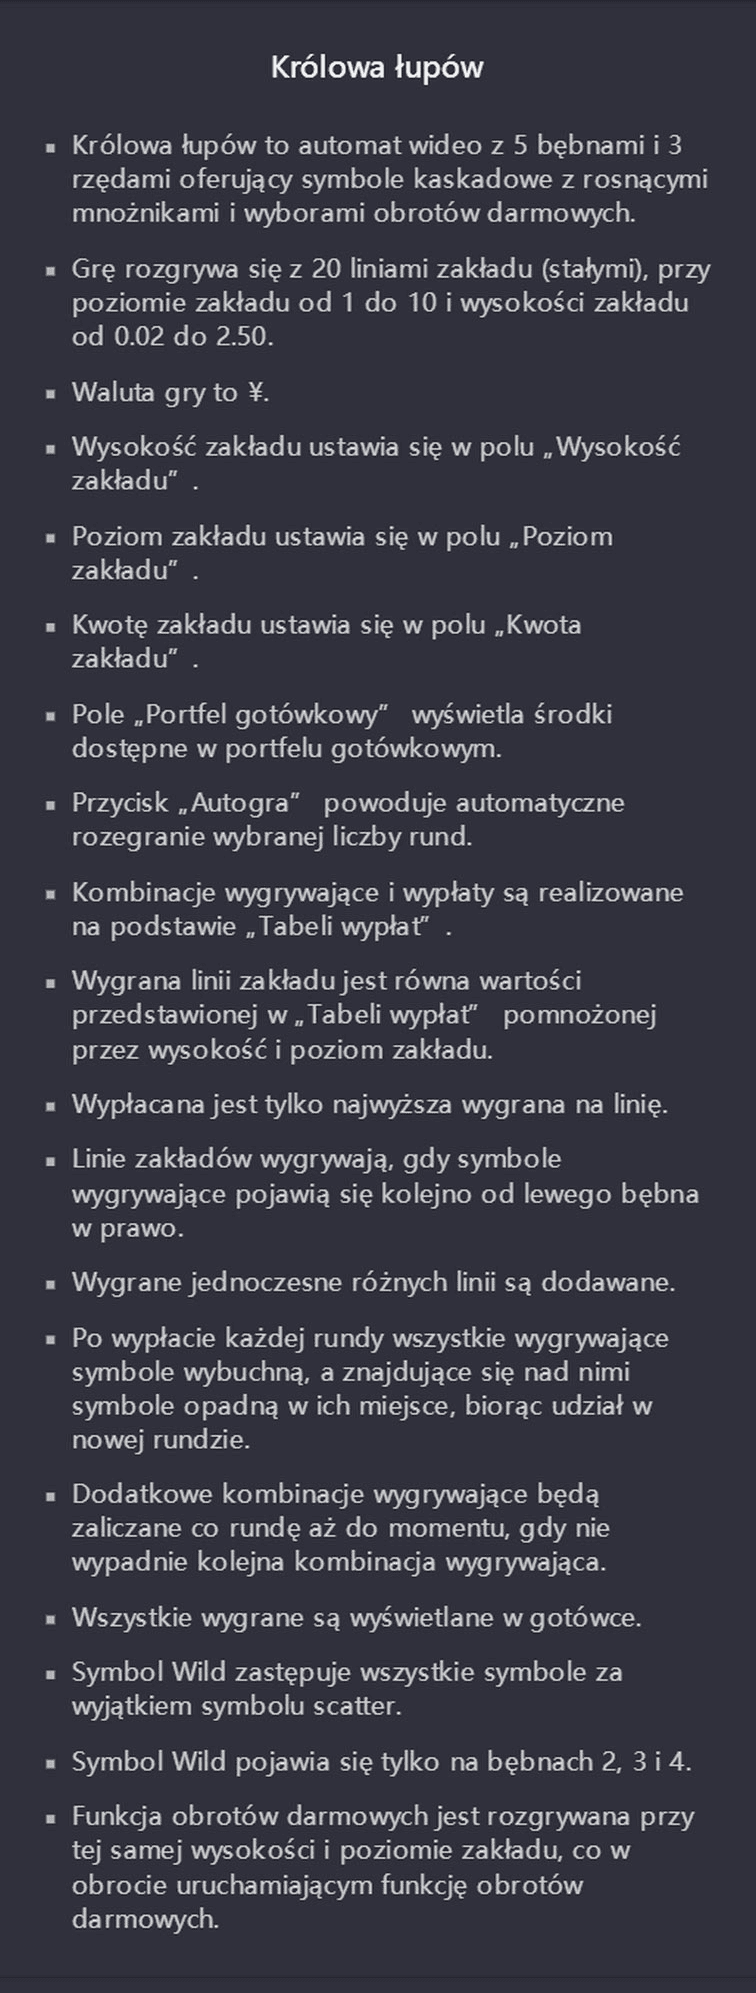 Królowa łupów
▪ Królowa łupów to automat wideo z 5 bębnami i 3
rzędami oferujący symbole kaskadowe z rosnącymi
mnożnikami i wyborami obrotów darmowych.
▪ Grę rozgrywa się z 20 liniami zakładu (stałymi), przy
poziomie zakładu od 1 do 10 i wysokości zakładu
od 0.02 do 2.50.
▪ Waluta gry to ¥.
▪ Wysokość zakładu ustawia się w polu „Wysokość
zakładu” .
▪ Poziom zakładu ustawia się w polu „Poziom
zakładu” .
▪ Kwotę zakładu ustawia się w polu „Kwota
zakładu” .
▪ Pole „Portfel gotówkowy” wyświetla środki
dostępne w portfelu gotówkowym.
▪ Przycisk „Autogra” powoduje automatyczne
rozegranie wybranej liczby rund.
▪ Kombinacje wygrywające i wypłaty są realizowane
na podstawie „Tabeli wypłat” .
▪ Wygrana linii zakładu jest równa wartości
przedstawionej w „Tabeli wypłat” pomnożonej
przez wysokość i poziom zakładu.
▪ Wypłacana jest tylko najwyższa wygrana na linię.
▪ Linie zakładów wygrywają, gdy symbole
wygrywające pojawią się kolejno od lewego bębna
w prawo.
▪ Wygrane jednoczesne różnych linii są dodawane.
▪ Po wypłacie każdej rundy wszystkie wygrywające
symbole wybuchną, a znajdujące się nad nimi
symbole opadną w ich miejsce, biorąc udział w
nowej rundzie.
▪ Dodatkowe kombinacje wygrywające będą
zaliczane co rundę aż do momentu, gdy nie
wypadnie kolejna kombinacja wygrywająca.
▪ Wszystkie wygrane są wyświetlane w gotówce.
▪ Symbol Wild zastępuje wszystkie symbole za
wyjątkiem symbolu scatter.
▪ Symbol Wild pojawia się tylko na bębnach 2, 3 i 4.
▪ Funkcja obrotów darmowych jest rozgrywana przy
tej samej wysokości i poziomie zakładu, co w
obrocie uruchamiającym funkcję obrotów
darmowych.